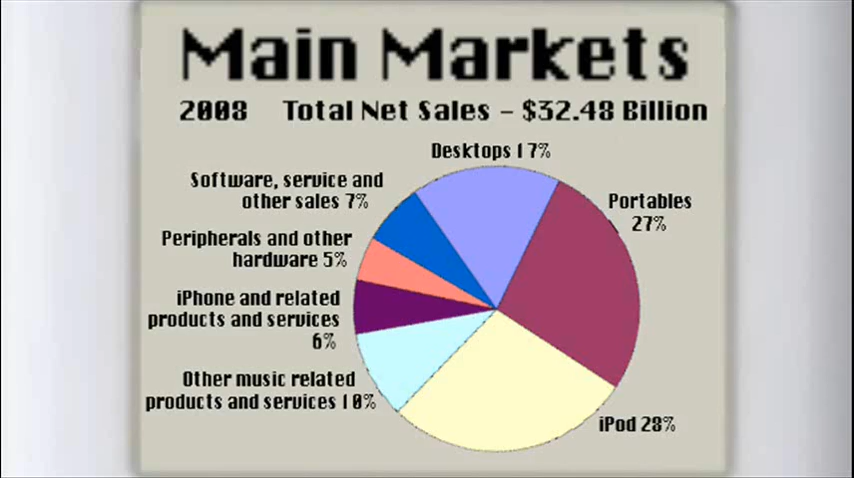 Main Markets
2008 Total Net Sales - $32.48 Billion
Desktops 17%
Software, service and
other sales 7%
Portables
27%
Peripherals and other
hardware 5%
iPhone and related
products and services
6%
Other music related
products and services 10%
iPod 28%